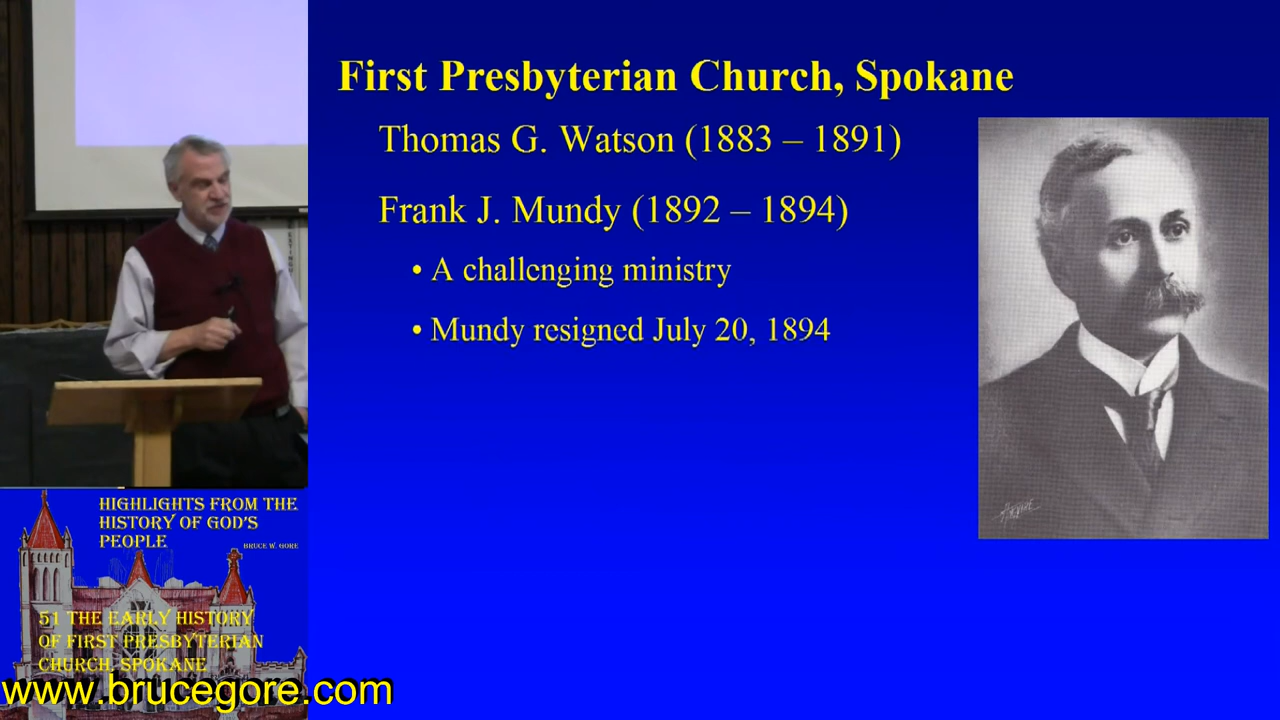 First Presbyterian Church, Spokane
Thomas G. Watson (1883 – 1891)
Frank J. Mundy (1892 – 1894)
• A challenging ministry
• Mundy resigned July 20, 1894
HIGHLIGHTS FROM THE
HISTORY OF GOD'S
PEOPLE
BRUCE W. GORE
51 THE EARLY HISTORY
OF FIRST PRESBYTERIAN
CHURCH, SPOKANE
www.brucegore.com